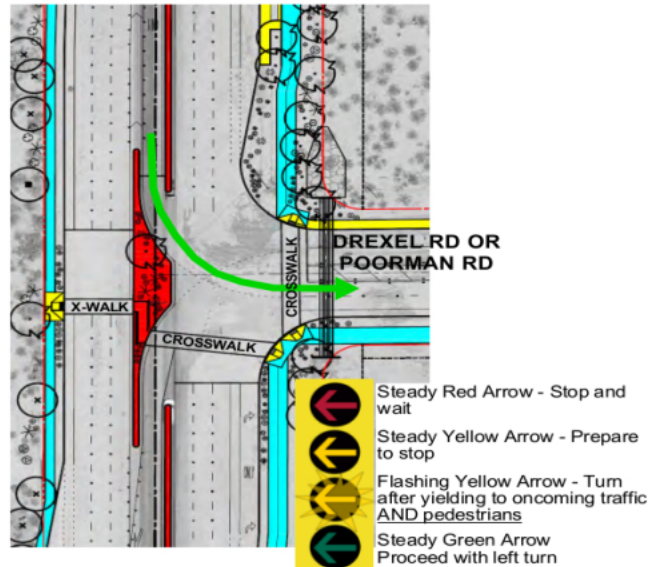 DREXEL RD OR
POORMAN RD
CROSSWALK
X-WALK
CROSSWALK
Steady Red Arrow - Stop and
wait
Steady Yellow Arrow - Prepare
to stop
Flashing Yellow Arrow - Turn
after yielding to oncoming traffic
AND pedestrians
Steady Green Arrow
Proceed with left turn